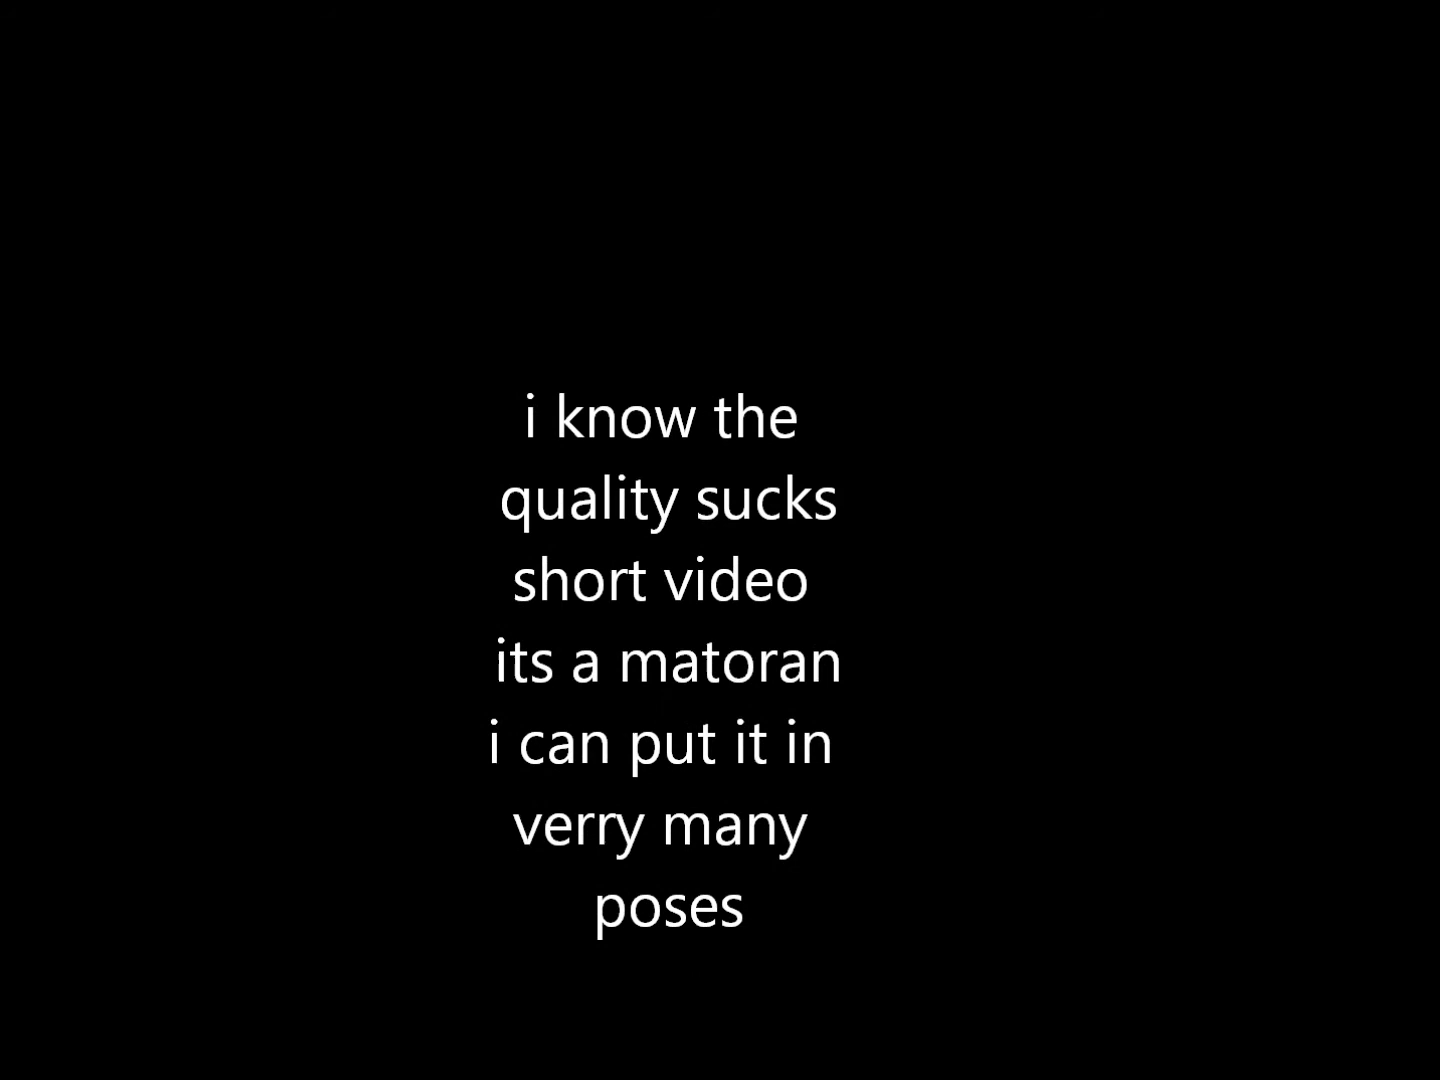 i know the
quality sucks
short video
its a matoran
i can put it in
verry many
poses